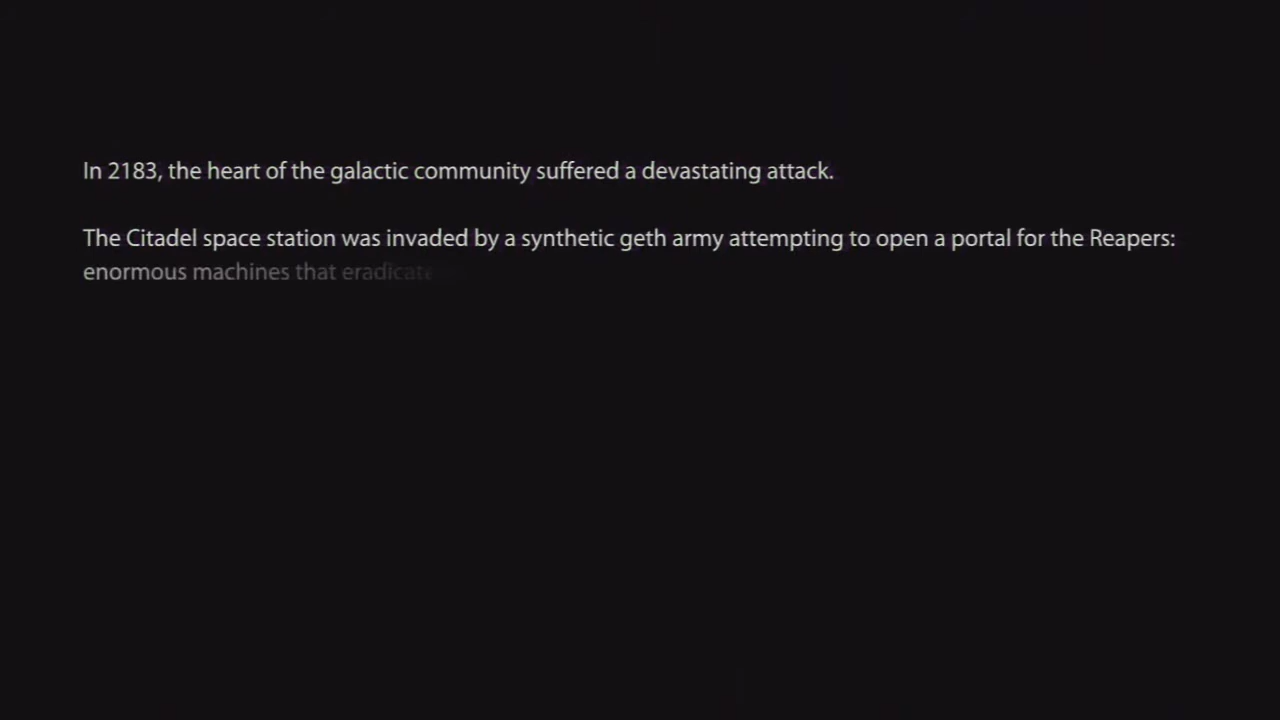 In 2183, the heart of the galactic community suffered a devastating attack.
The Citadel space station was invaded by a synthetic geth army attempting to open a portal for the Reapers:
enormous machines that eradicate